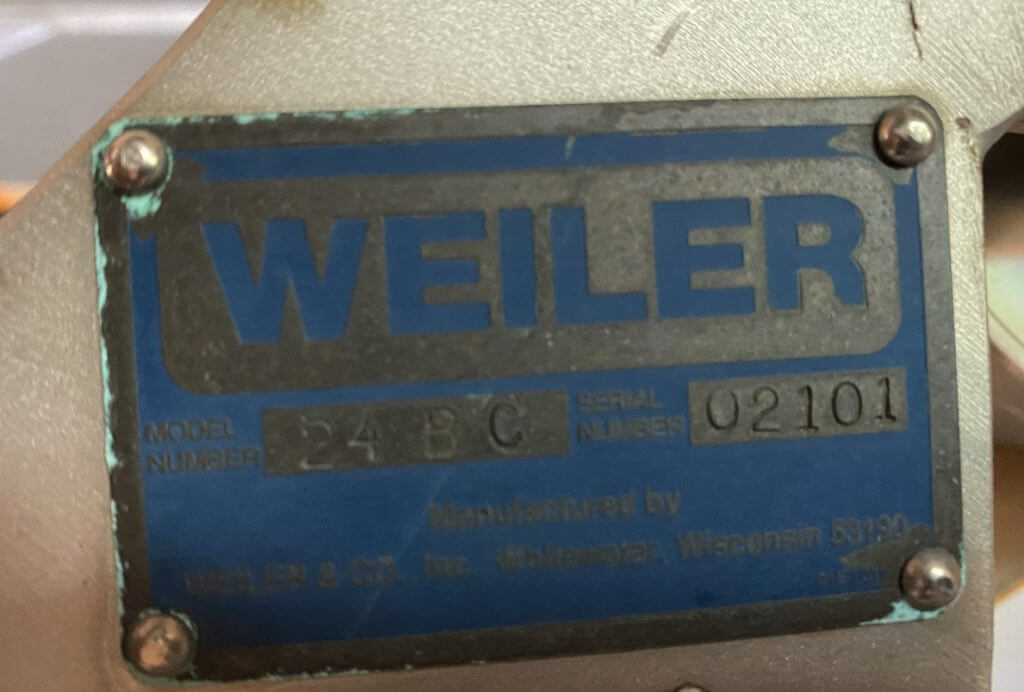 WEILER
MODEL NUMBER 24 B C SERIAL NUMBER 02101
Manufactured by
WEILER & CO. Inc. Whitewater, Wisconsin 53190